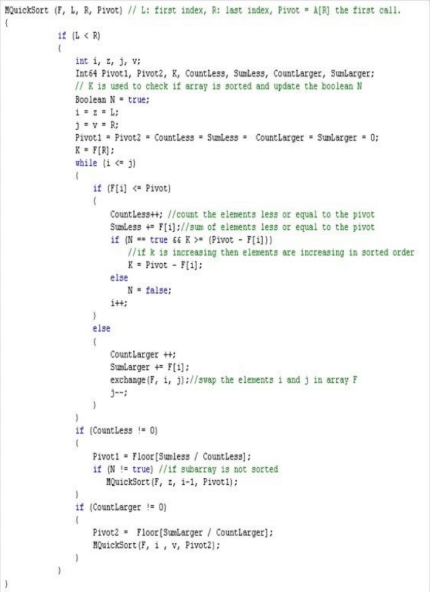 MQuickSort (F, L, R, Pivot) // L: first index, R: last index, Pivot = A[R] the first call.
{
if (L < R)
{
int i, z, j, v;
Int64 Pivot1, Pivot2, K, CountLess, SumLess, CountLarger, SumLarger;
// K is used to check if array is sorted and update the boolean N
Boolean N = true;
i = z = L;
j = v = R;
Pivot1 = Pivot2 = CountLess = SumLess = CountLarger = SumLarger = 0;
K = F[R];
while (i <= j)
{
if (F[i] <= Pivot)
{
CountLess++; //count the elements less or equal to the pivot
SumLess += F[i];//sum of elements less or equal to the pivot
if (N == true && K >= (Pivot - F[i]))
//if k is increasing then elements are increasing in sorted order
K = Pivot - F[i];
else
N = false;
i++;
}
else
{
CountLarger ++;
SumLarger += F[i];
exchange(F, i, j);//swap the elements i and j in array F
j--;
}
}
if (CountLess != 0)
{
Pivot1 = Floor[Sumless / CountLess];
if (N != true) //if subarray is not sorted
MQuickSort(F, z, i-1, Pivot1);
}
if (CountLarger != 0)
{
Pivot2 = Floor[SumLarger / CountLarger];
MQuickSort(F, i , v, Pivot2);
}
}
}